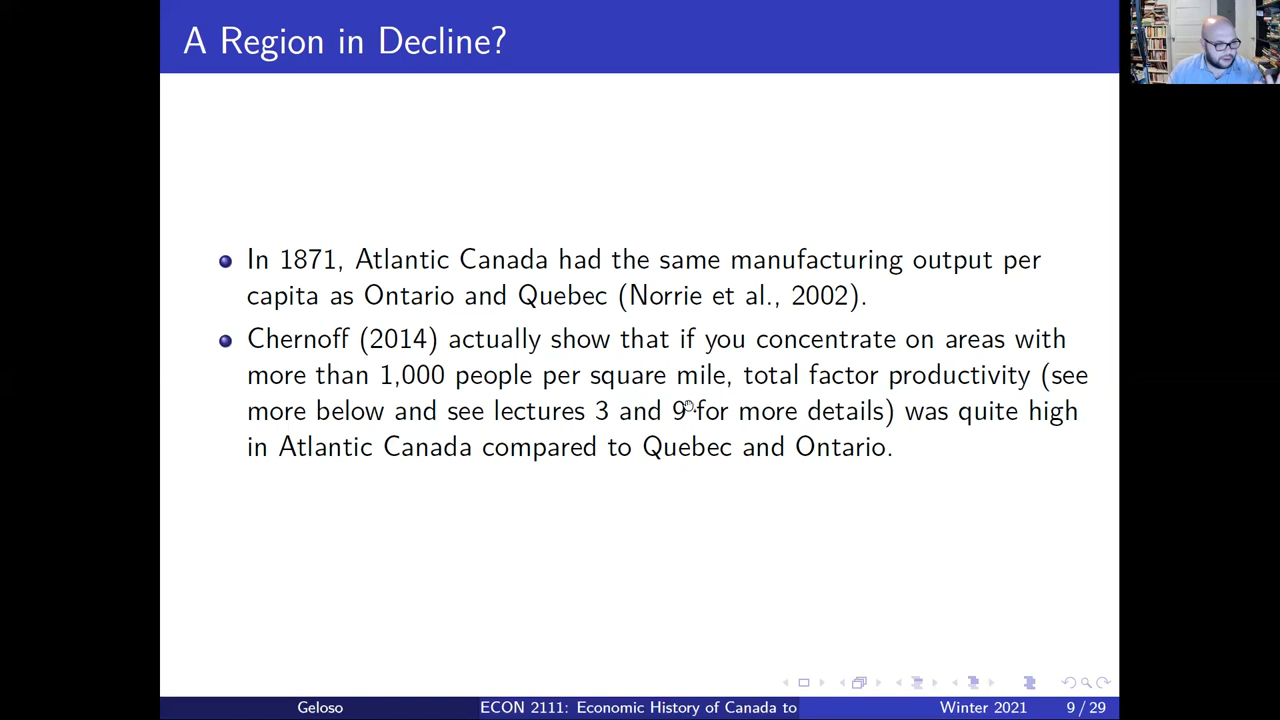 A Region in Decline?
In 1871, Atlantic Canada had the same manufacturing output per
capita as Ontario and Quebec (Norrie et al., 2002).
Chernoff (2014) actually show that if you concentrate on areas with
more than 1,000 people per square mile, total factor productivity (see
more below and see lectures 3 and 9 for more details) was quite high
in Atlantic Canada compared to Quebec and Ontario.
Geloso ECON 2111: Economic History of Canada to Winter 2021 9 / 29